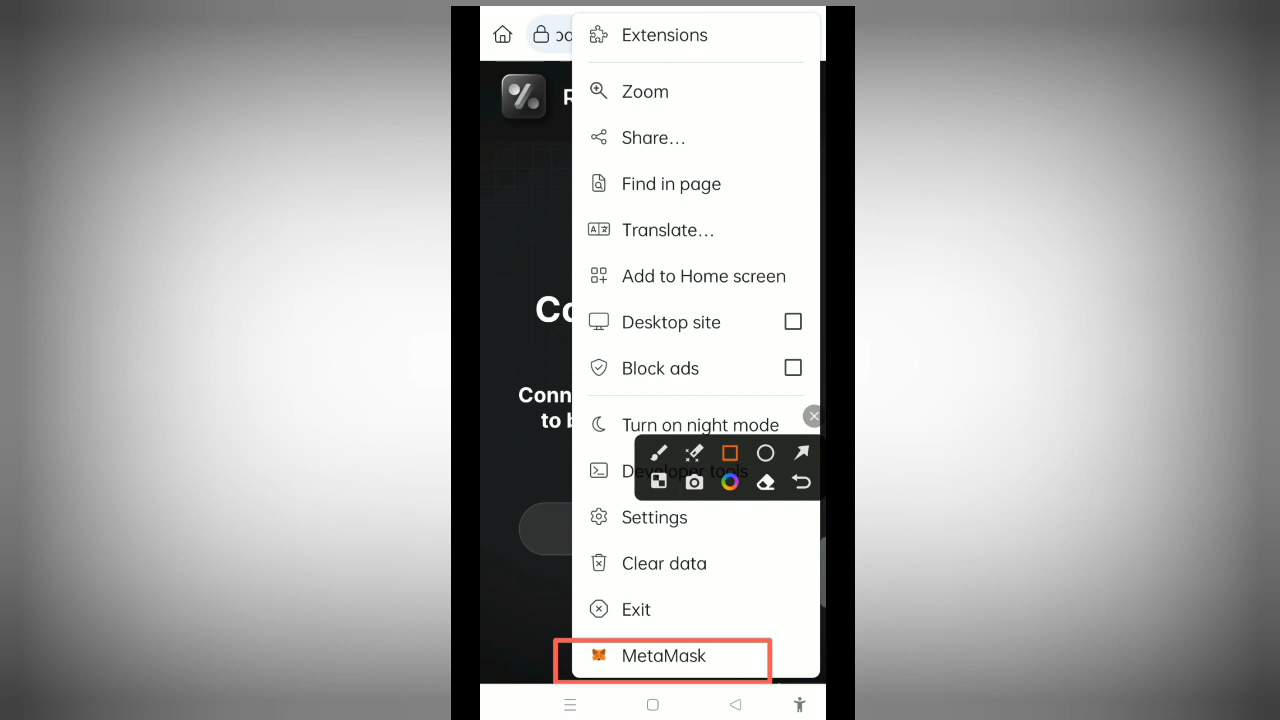 Extensions
Zoom
Share...
Find in page
Translate...
Add to Home screen
Desktop site
Block ads
Conn
to b
Turn on night mode
Developer tools
Settings
Clear data
Exit
MetaMask